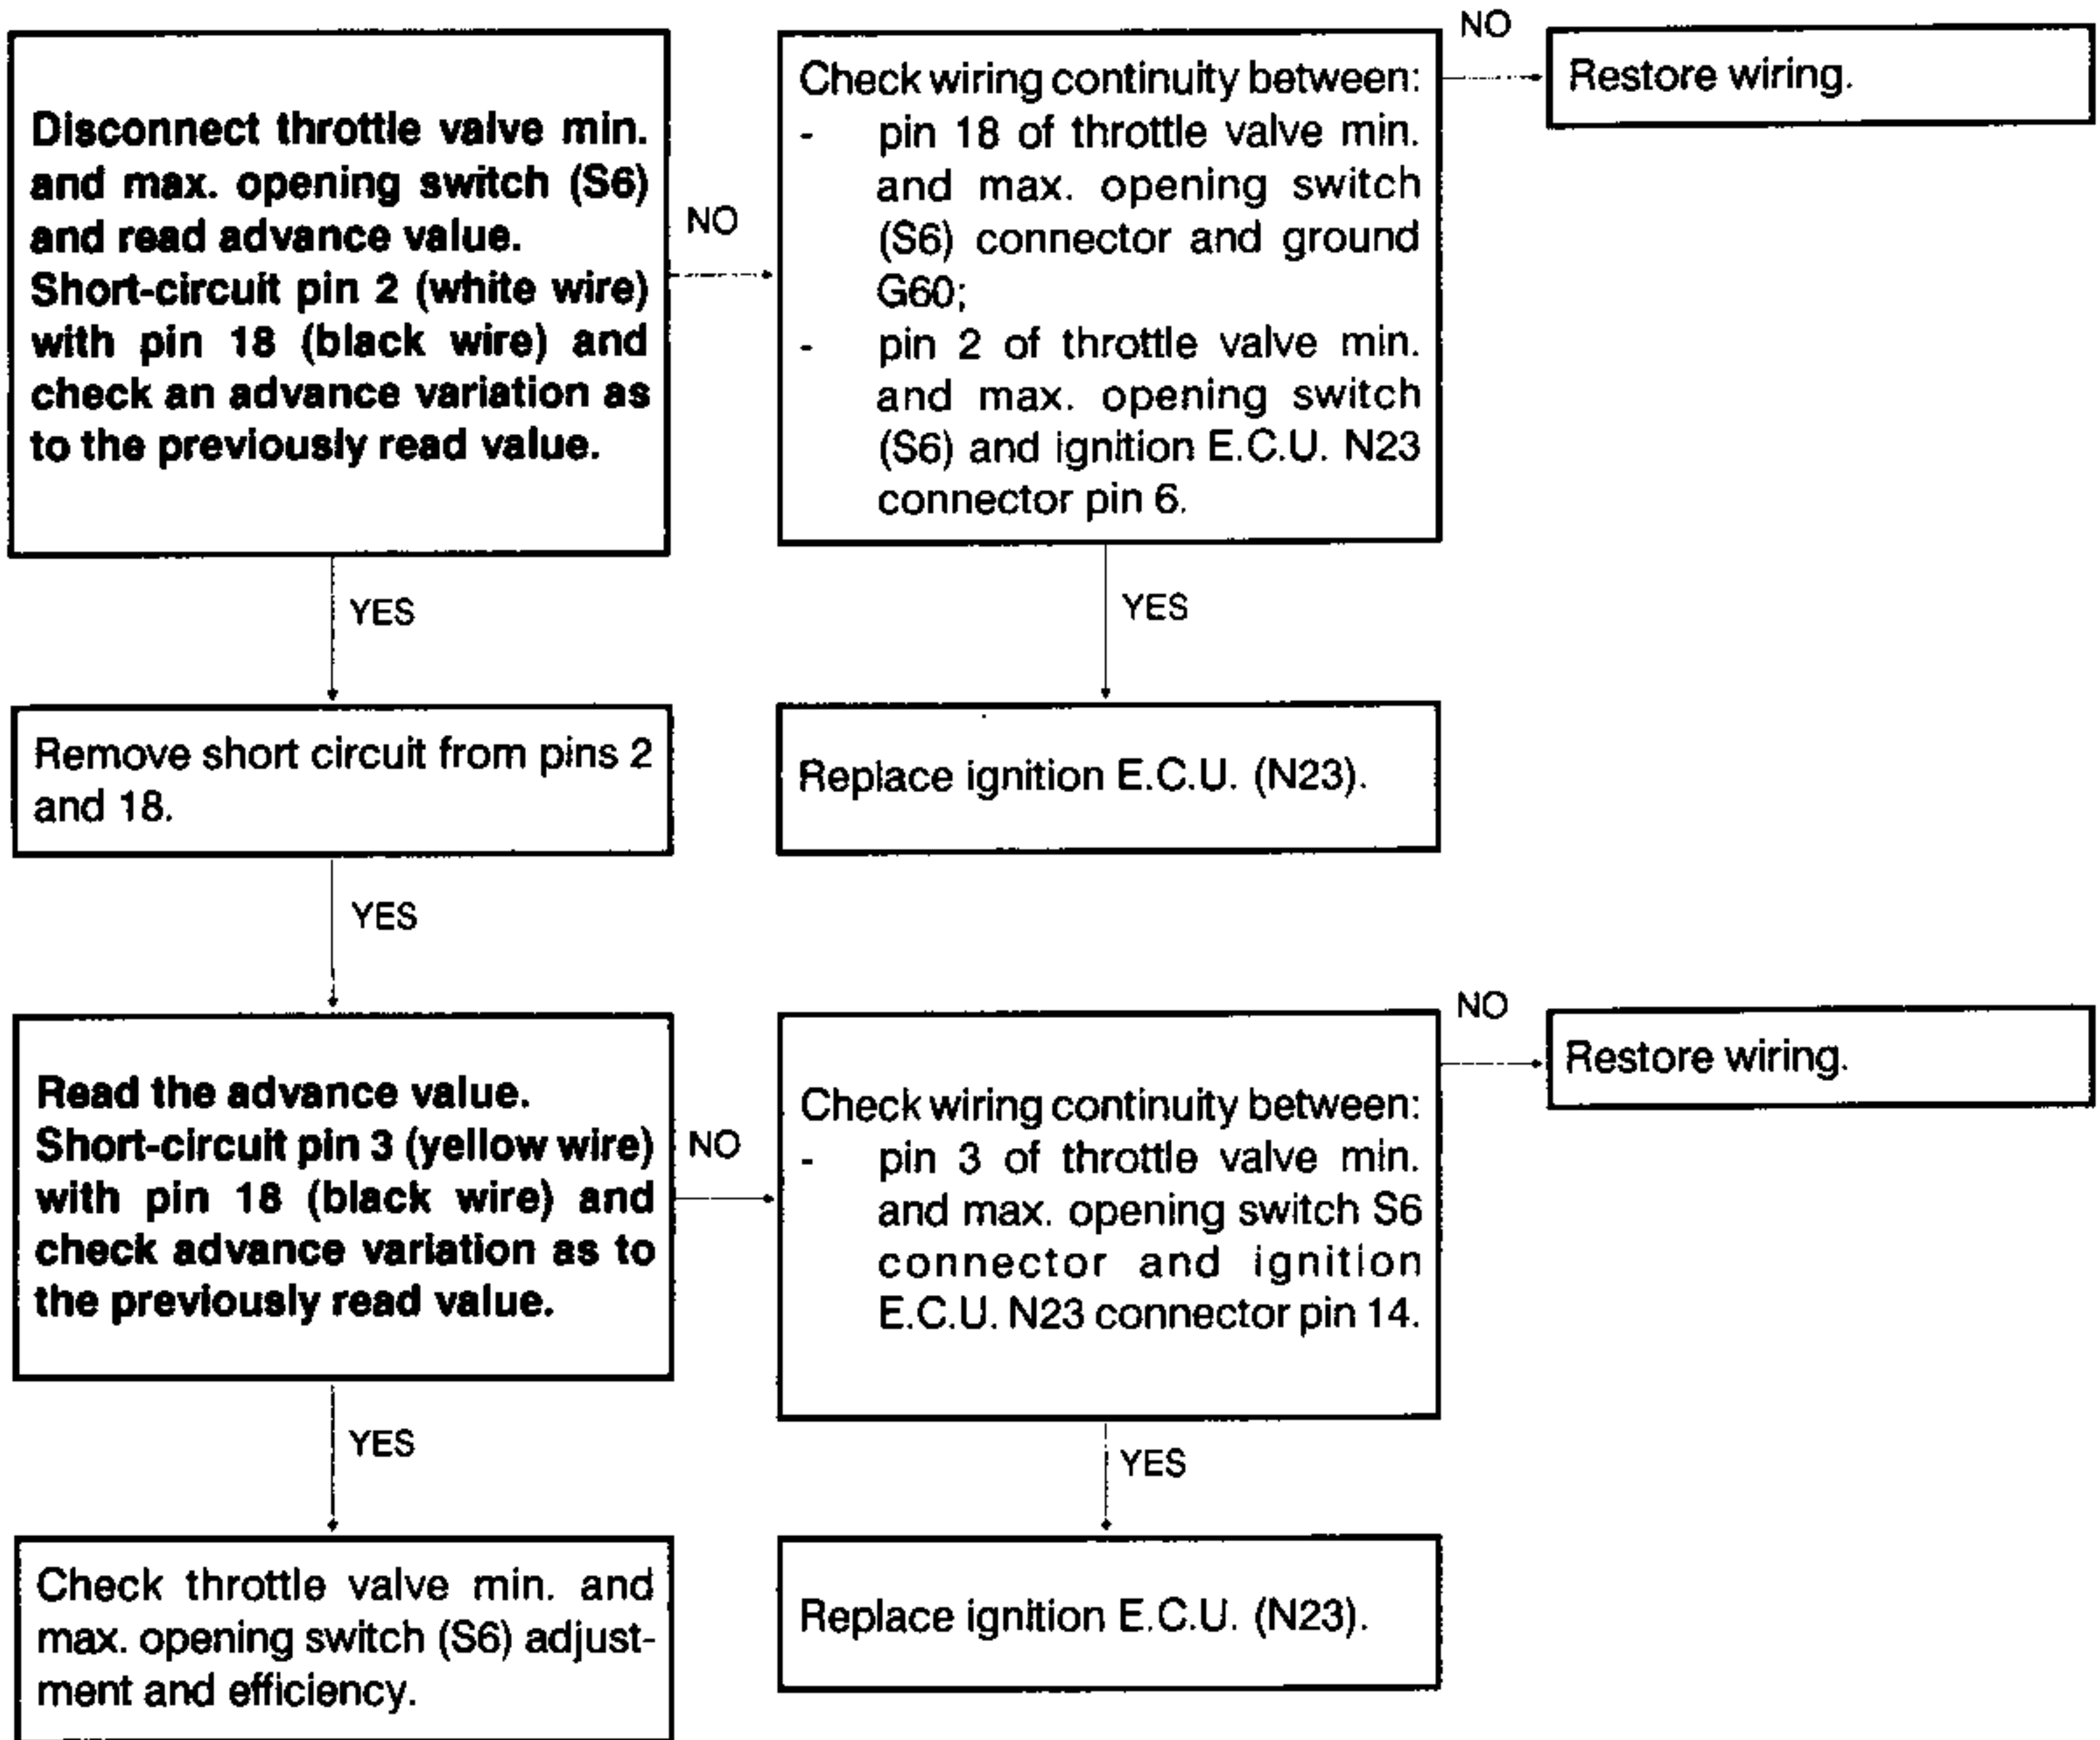 Disconnect throttle valve min.
and max. opening switch (S6)
and read advance value.
Short-circuit pin 2 (white wire)
with pin 18 (black wire) and
check an advance variation as
to the previously read value.
NO
Check wiring continuity between:
- pin 18 of throttle valve min.
and max. opening switch
(S6) connector and ground
G60;
- pin 2 of throttle valve min.
and max. opening switch
(S6) and ignition E.C.U. N23
connector pin 6.
NO
Restore wiring.
YES
YES
Remove short circuit from pins 2
and 18.
Replace ignition E.C.U. (N23).
YES
Read the advance value.
Short-circuit pin 3 (yellow wire)
with pin 18 (black wire) and
check advance variation as to
the previously read value.
NO
Check wiring continuity between:
- pin 3 of throttle valve min.
and max. opening switch S6
connector and ignition
E.C.U. N23 connector pin 14.
NO
Restore wiring.
YES
YES
Check throttle valve min. and
max. opening switch (S6) adjust-
ment and efficiency.
Replace ignition E.C.U. (N23).